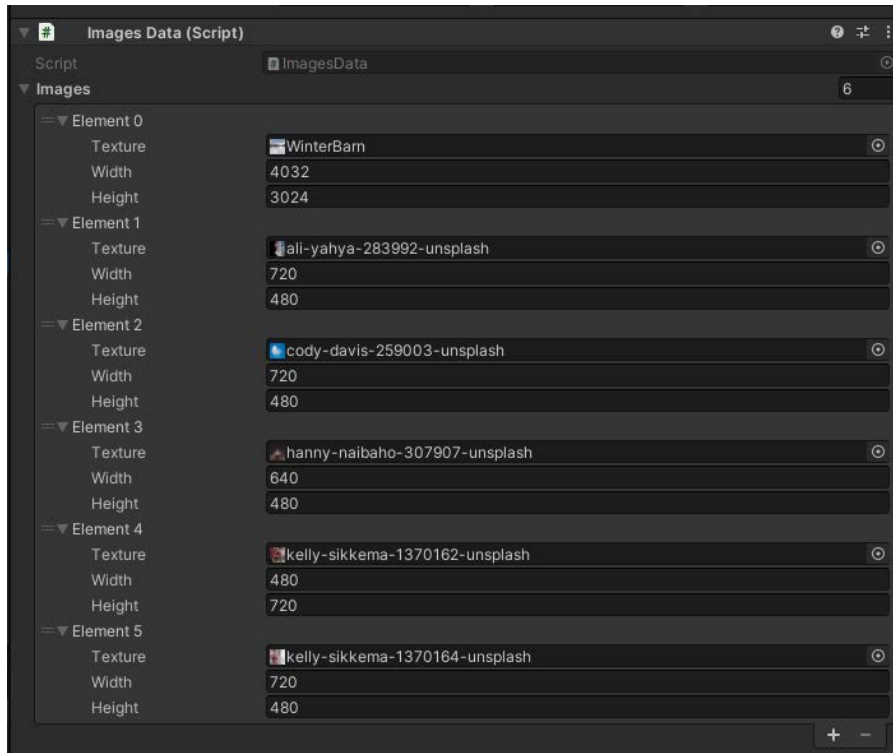 # Images Data (Script)
Script ImagesData
Images 6
Element 0
Texture WinterBarn
Width 4032
Height 3024
Element 1
Texture ali-yahya-283992-unsplash
Width 720
Height 480
Element 2
Texture cody-davis-259003-unsplash
Width 720
Height 480
Element 3
Texture hanny-naibaho-307907-unsplash
Width 640
Height 480
Element 4
Texture kelly-sikkema-1370162-unsplash
Width 480
Height 720
Element 5
Texture kelly-sikkema-1370164-unsplash
Width 720
Height 480
+ -